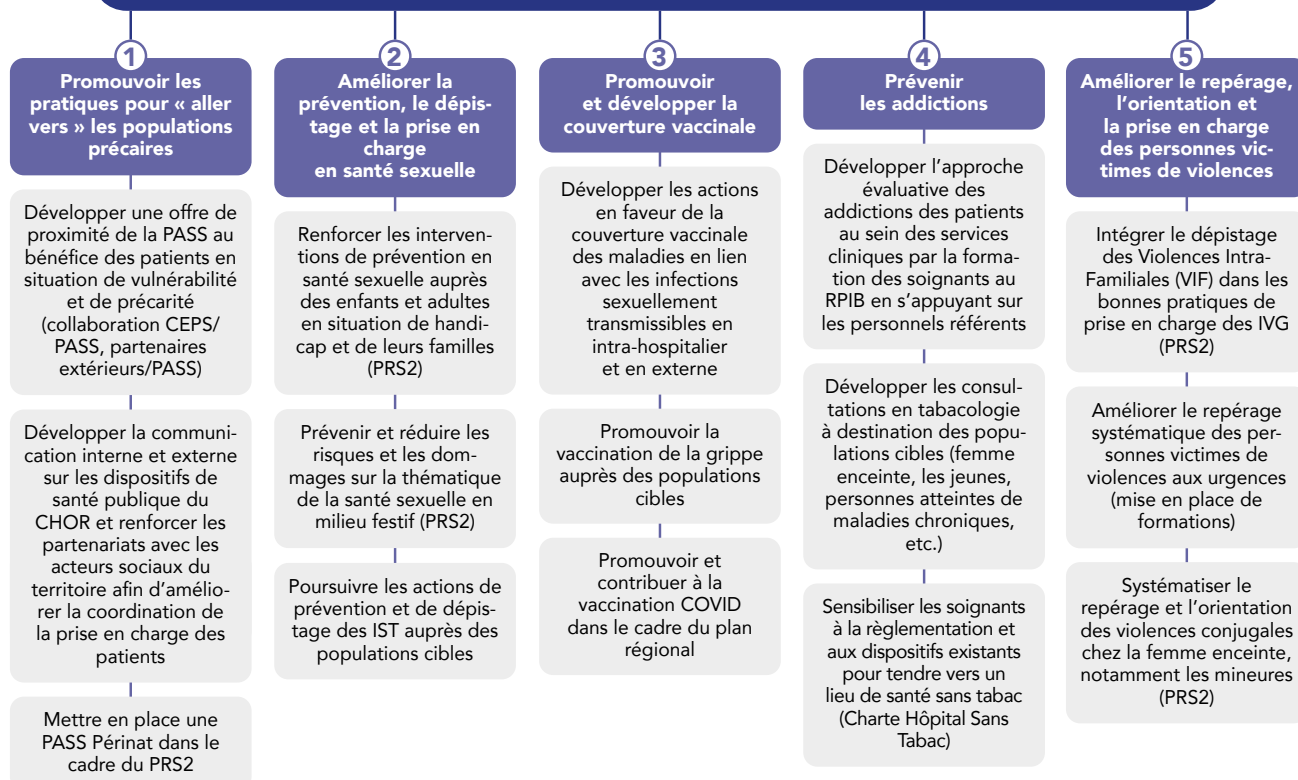 1
Promouvoir les
pratiques pour « aller
vers » les populations
précaires
Développer une offre de
proximité de la PASS au
bénéfice des patients en
situation de vulnérabilité
et de précarité
(collaboration CEPS/
PASS, partenaires
extérieurs/PASS)
Développer la communi-
cation interne et externe
sur les dispositifs de
santé publique du
CHOR et renforcer les
partenariats avec les
acteurs sociaux du
territoire afin d’amélio-
rer la coordination de
la prise en charge des
patients
Mettre en place une
PASS Périnat dans le
cadre du PRS2
2
Améliorer la
prévention, le dépis-
tage et la prise en
charge
en santé sexuelle
Renforcer les interven-
tions de prévention en
santé sexuelle auprès
des enfants et adultes
en situation de handi-
cap et de leurs familles
(PRS2)
Prévenir et réduire les
risques et les dom-
mages sur la thématique
de la santé sexuelle en
milieu festif (PRS2)
Poursuivre les actions de
prévention et de dépis-
tage des IST auprès des
populations cibles
3
Promouvoir
et développer la
couverture vaccinale
Développer les actions
en faveur de la
couverture vaccinale
des maladies en lien
avec les infections
sexuellement
transmissibles en
intra-hospitalier
et en externe
Promouvoir la
vaccination de la grippe
auprès des populations
cibles
Promouvoir et
contribuer à la
vaccination COVID
dans le cadre du plan
régional
4
Prévenir
les addictions
Développer l’approche
évaluative des
addictions des patients
au sein des services
cliniques par la forma-
tion des soignants au
RPIB en s’appuyant sur
les personnels référents
Développer les consul-
tations en tabacologie
à destination des popu-
lations cibles (femme
enceinte, les jeunes,
personnes atteintes de
maladies chroniques,
etc.)
Sensibiliser les soignants
à la règlementation et
aux dispositifs existants
pour tendre vers un
lieu de santé sans tabac
(Charte Hôpital Sans
Tabac)
5
Améliorer le repérage,
l’orientation et
la prise en charge
des personnes vic-
times de violences
Intégrer le dépistage
des Violences Intra-
Familiales (VIF) dans les
bonnes pratiques de
prise en charge des IVG
(PRS2)
Améliorer le repérage
systématique des per-
sonnes victimes de
violences aux urgences
(mise en place de
formations)
Systématiser le
repérage et l’orientation
des violences conjugales
chez la femme enceinte,
notamment les mineures
(PRS2)